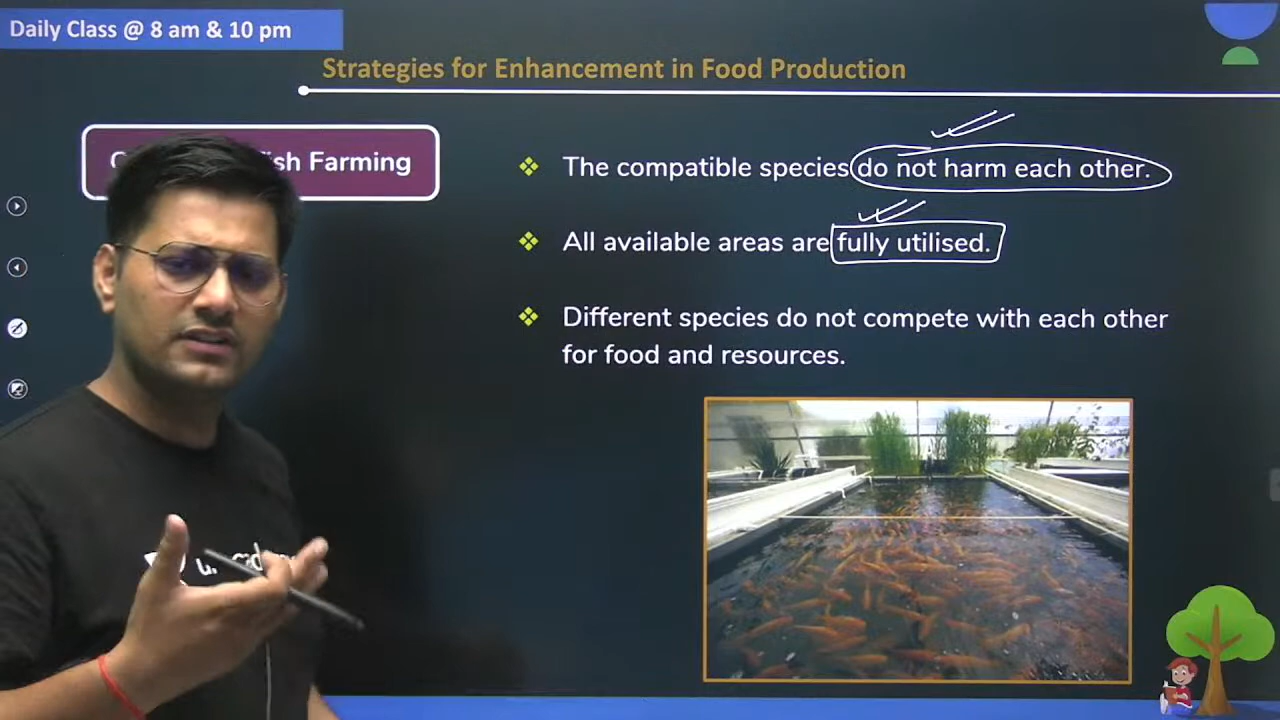 Daily Class @ 8 am & 10 pm
Strategies for Enhancement in Food Production
Fish Farming
The compatible species do not harm each other.
All available areas are fully utilised.
Different species do not compete with each other
for food and resources.